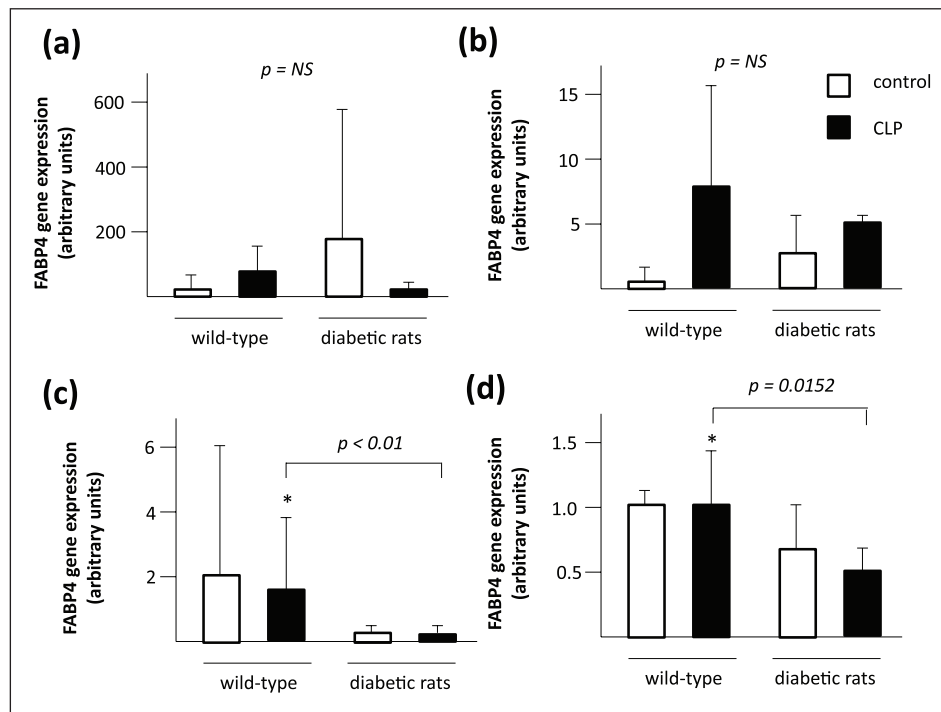 (a)
p = NS
FABP4 gene expression
(arbitrary units)
600
400
200
wild-type
diabetic rats
(b)
p = NS
FABP4 gene expression
(arbitrary units)
15
10
5
control
CLP
wild-type
diabetic rats
(c)
p < 0.01
*
FABP4 gene expression
(arbitrary units)
6
4
2
wild-type
diabetic rats
(d)
p = 0.0152
*
FABP4 gene expression
(arbitrary units)
1.5
1.0
0.5
wild-type
diabetic rats